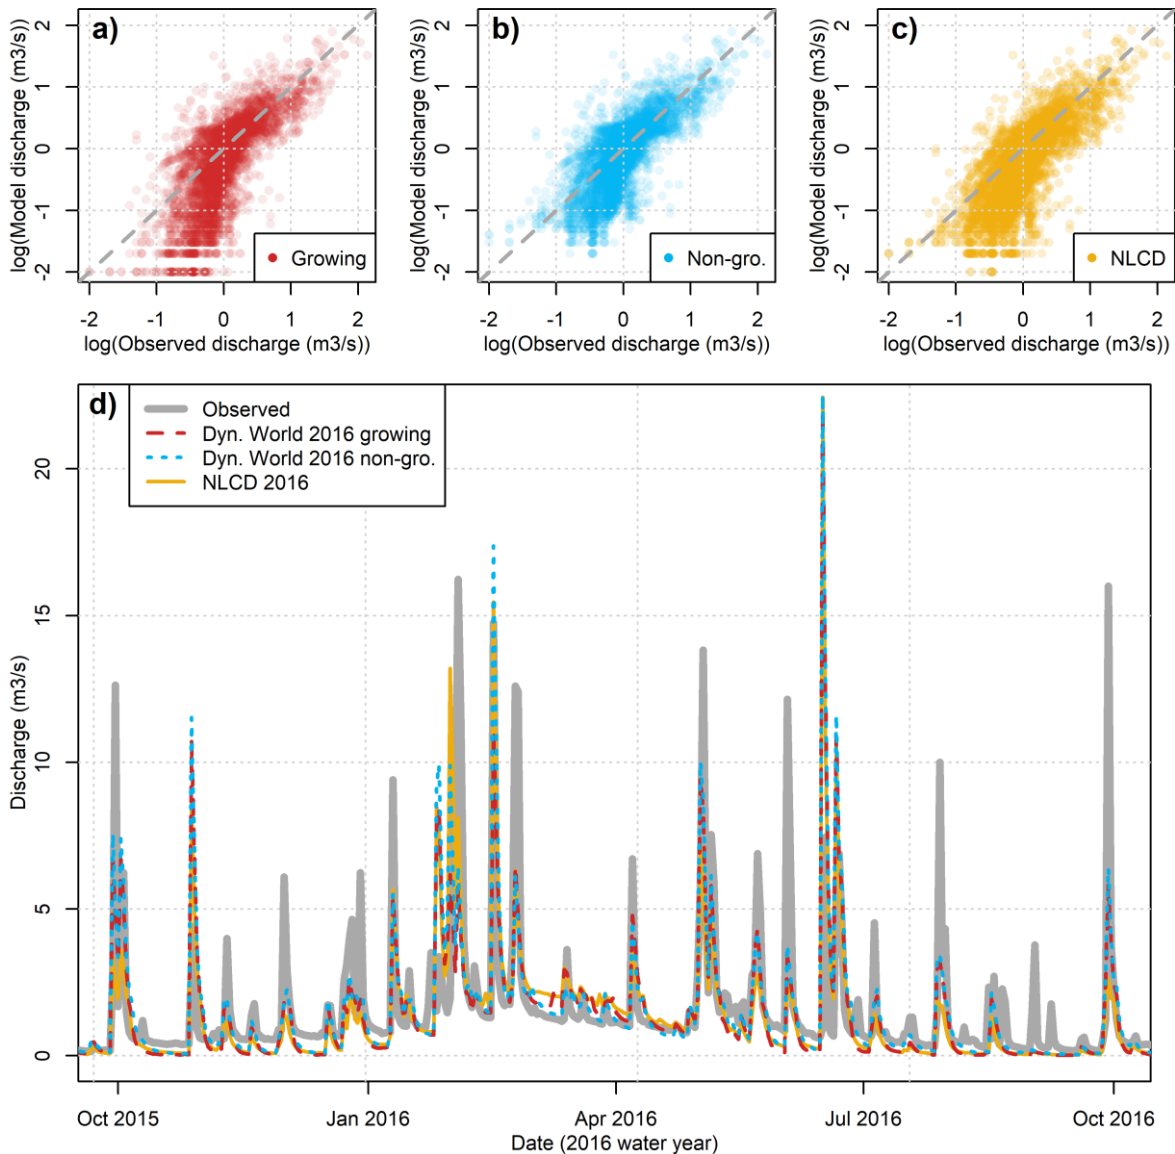 a)
log(Model discharge (m3/s))
2
1
0
-1
-2
Growing
-2 -1 0 1 2
log(Observed discharge (m3/s))
b)
log(Model discharge (m3/s))
2
1
0
-1
-2
Non-gro.
-2 -1 0 1 2
log(Observed discharge (m3/s))
c)
log(Model discharge (m3/s))
2
1
0
-1
-2
NLCD
-2 -1 0 1 2
log(Observed discharge (m3/s))
d)
Observed
Dyn. World 2016 growing
Dyn. World 2016 non-gro.
NLCD 2016
Discharge (m3/s)
20
15
10
5
0
Oct 2015 Jan 2016 Apr 2016 Jul 2016 Oct 2016
Date (2016 water year)